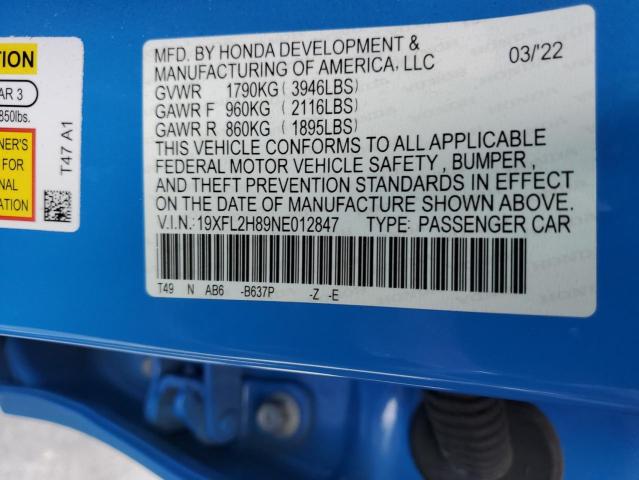 TION
AR 3
850lbs.
NER'S
FOR
NAL
ATION
T47 A1
MFD. BY HONDA DEVELOPMENT & 03/'22
MANUFACTURING OF AMERICA, LLC
GVWR 1790KG ( 3946LBS)
GAWR F 960KG ( 2116LBS)
GAWR R 860KG ( 1895LBS)
THIS VEHICLE CONFORMS TO ALL APPLICABLE
FEDERAL MOTOR VEHICLE SAFETY , BUMPER,
AND THEFT PREVENTION STANDARDS IN EFFECT
ON THE DATE OF MANUFACTURE SHOWN ABOVE.
V.I.N.: 19XFL2H89NE012847 TYPE: PASSENGER CAR
T49 N AB6 -B637P -Z -E